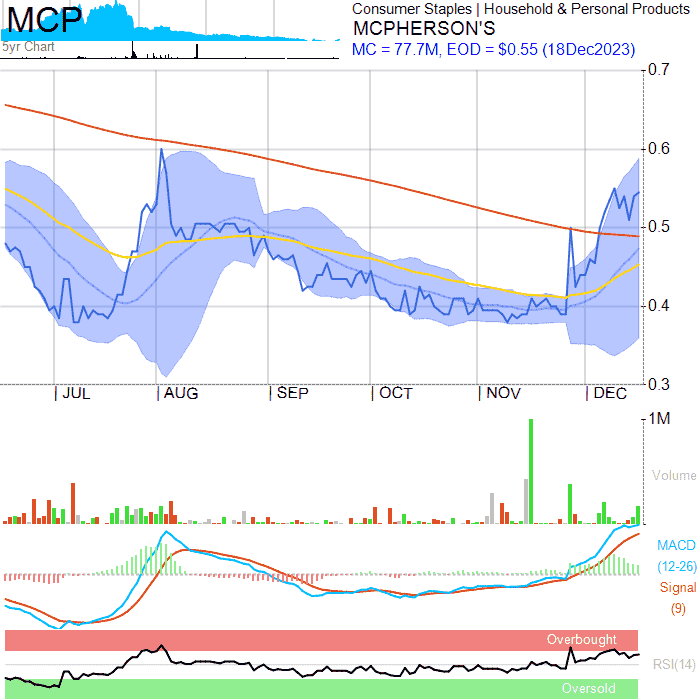 MCP
5yr Chart
Consumer Staples | Household & Personal Products
MCPHERSON'S
MC = 77.7M, EOD = $0.55 (18Dec2023)
0.7
0.6
0.5
0.4
0.3
JUL
AUG
SEP
OCT
NOV
DEC
1M
Volume
MACD
(12-26)
Signal
(9)
Overbought
RSI(14)
Oversold